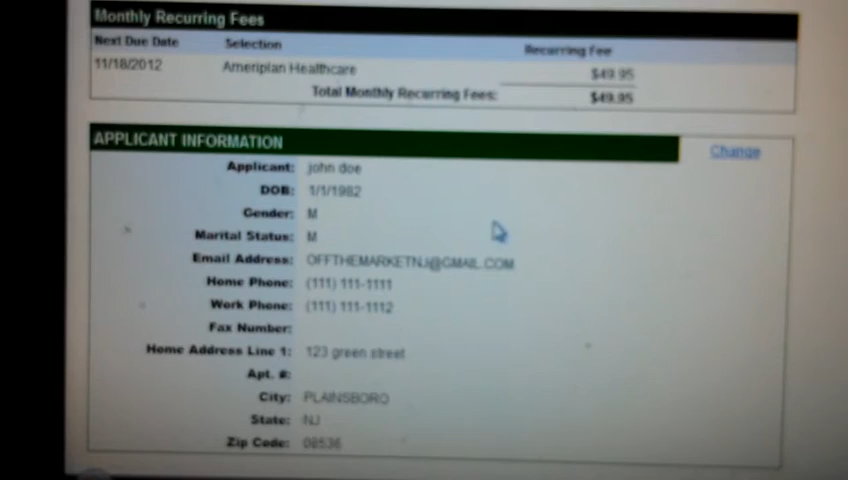 Monthly Recurring Fees
Next Due Date Selection Recurring Fee
11/18/2012 Ameriplan Healthcare $49.95
Total Monthly Recurring Fees: $49.95
APPLICANT INFORMATION Change
Applicant: john doe
DOB: 1/1/1982
Gender: M
Marital Status: M
Email Address: OFFTHEMARKETNJ@GMAIL.COM
Home Phone: (111) 111-1111
Work Phone: (111) 111-1112
Fax Number:
Home Address Line 1: 123 green street
Apt. #:
City: PLAINSBORO
State: NJ
Zip Code: 08536